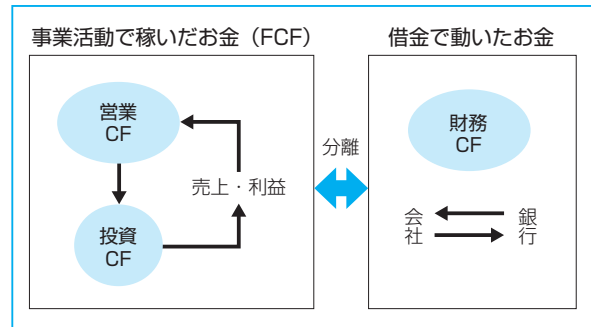 事業活動で稼いだお金（FCF）
営業
CF
投資
CF
売上・利益
分離
借金で動いたお金
財務
CF
会社
銀行